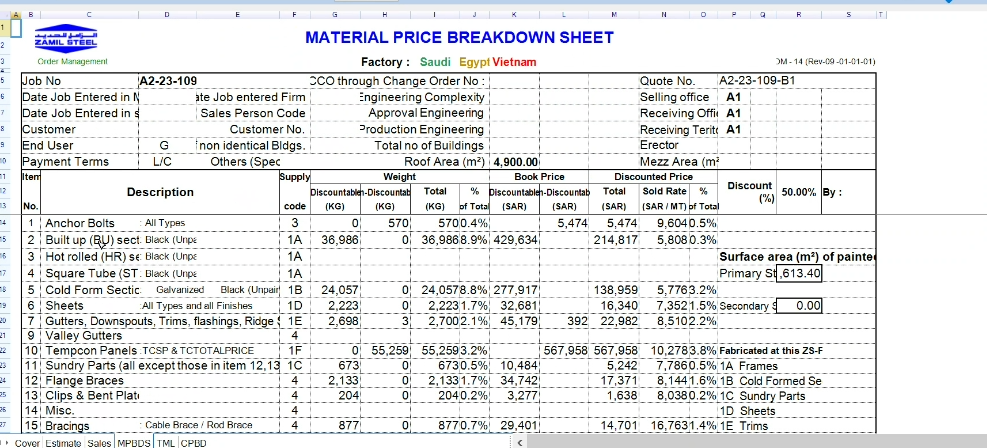 A B C D E F G H I J K L M N O P Q R S T
ZAMIL STEEL
MATERIAL PRICE BREAKDOWN SHEET
Order Management
Factory : Saudi Egypt Vietnam
OM - 14 (Rev-09 -01-01-01)
Job No A2-23-109 CCO through Change Order No : Quote No. A2-23-109-B1
Date Job Entered in ate Job entered Firm Engineering Complexity Selling office A1
Date Job Entered in s Sales Person Code Approval Engineering Receiving Offi A1
Customer Customer No. Production Engineering Receiving Territ A1
End User G non identical Bldgs. Total no of Buildings Erector
Payment Terms L/C Others (Spec Roof Area (m²) 4,900.00 Mezz Area (m²
Item Supply Weight Book Price Discounted Price
Description Discountable n-Discountab Total % Discountable n-Discountab Total Sold Rate % Discount (%) 50.00% By :
No. code (KG) (KG) (KG) of Total (SAR) (SAR) (SAR) (SAR / MT) of Total
1 Anchor Bolts : All Types 3 0 570 570 0.4% 5,474 5,474 9,604 0.5%
2 Built up (BU) sect Black (Unpa 1A 36,986 0 36,986 8.9% 429,634 214,817 5,808 0.3%
3 Hot rolled (HR) se Black (Unpa 1A Surface area (m²) of painte
4 Square Tube (ST Black (Unpa 1A Primary St ,613.40
5 Cold Form Sectic Galvanized Black (Unpain 1B 24,057 0 24,057 8.8% 277,917 138,959 5,776 3.2%
6 Sheets :All Types and all Finishes 1D 2,223 0 2,223 1.7% 32,681 16,340 7,352 1.5% Secondary S 0.00
7 Gutters, Downspouts, Trims, flashings, Ridge 1E 2,698 3 2,700 2.1% 45,179 392 22,982 8,510 2.2%
9 Valley Gutters 4
10 Tempcon Panels :TCSP & TCTOTALPRICE 1F 0 55,259 55,259 3.2% 567,958 567,958 10,278 3.8% Fabricated at this ZS-F
11 Sundry Parts (all except those in item 12,13 1C 673 0 673 0.5% 10,484 5,242 7,786 0.5% 1A Frames
12 Flange Braces 4 2,133 0 2,133 1.7% 34,742 17,371 8,144 1.6% 1B Cold Formed Se
13 Clips & Bent Plat 4 204 0 204 0.2% 3,277 1,638 8,038 0.2% 1C Sundry Parts
14 Misc. 4 1D Sheets
15 Bracings : Cable Brace / Rod Brace 4 877 0 877 0.7% 29,401 14,701 16,763 1.4% 1E Trims
Cover Estimate Sales MPBDS TML CPBD